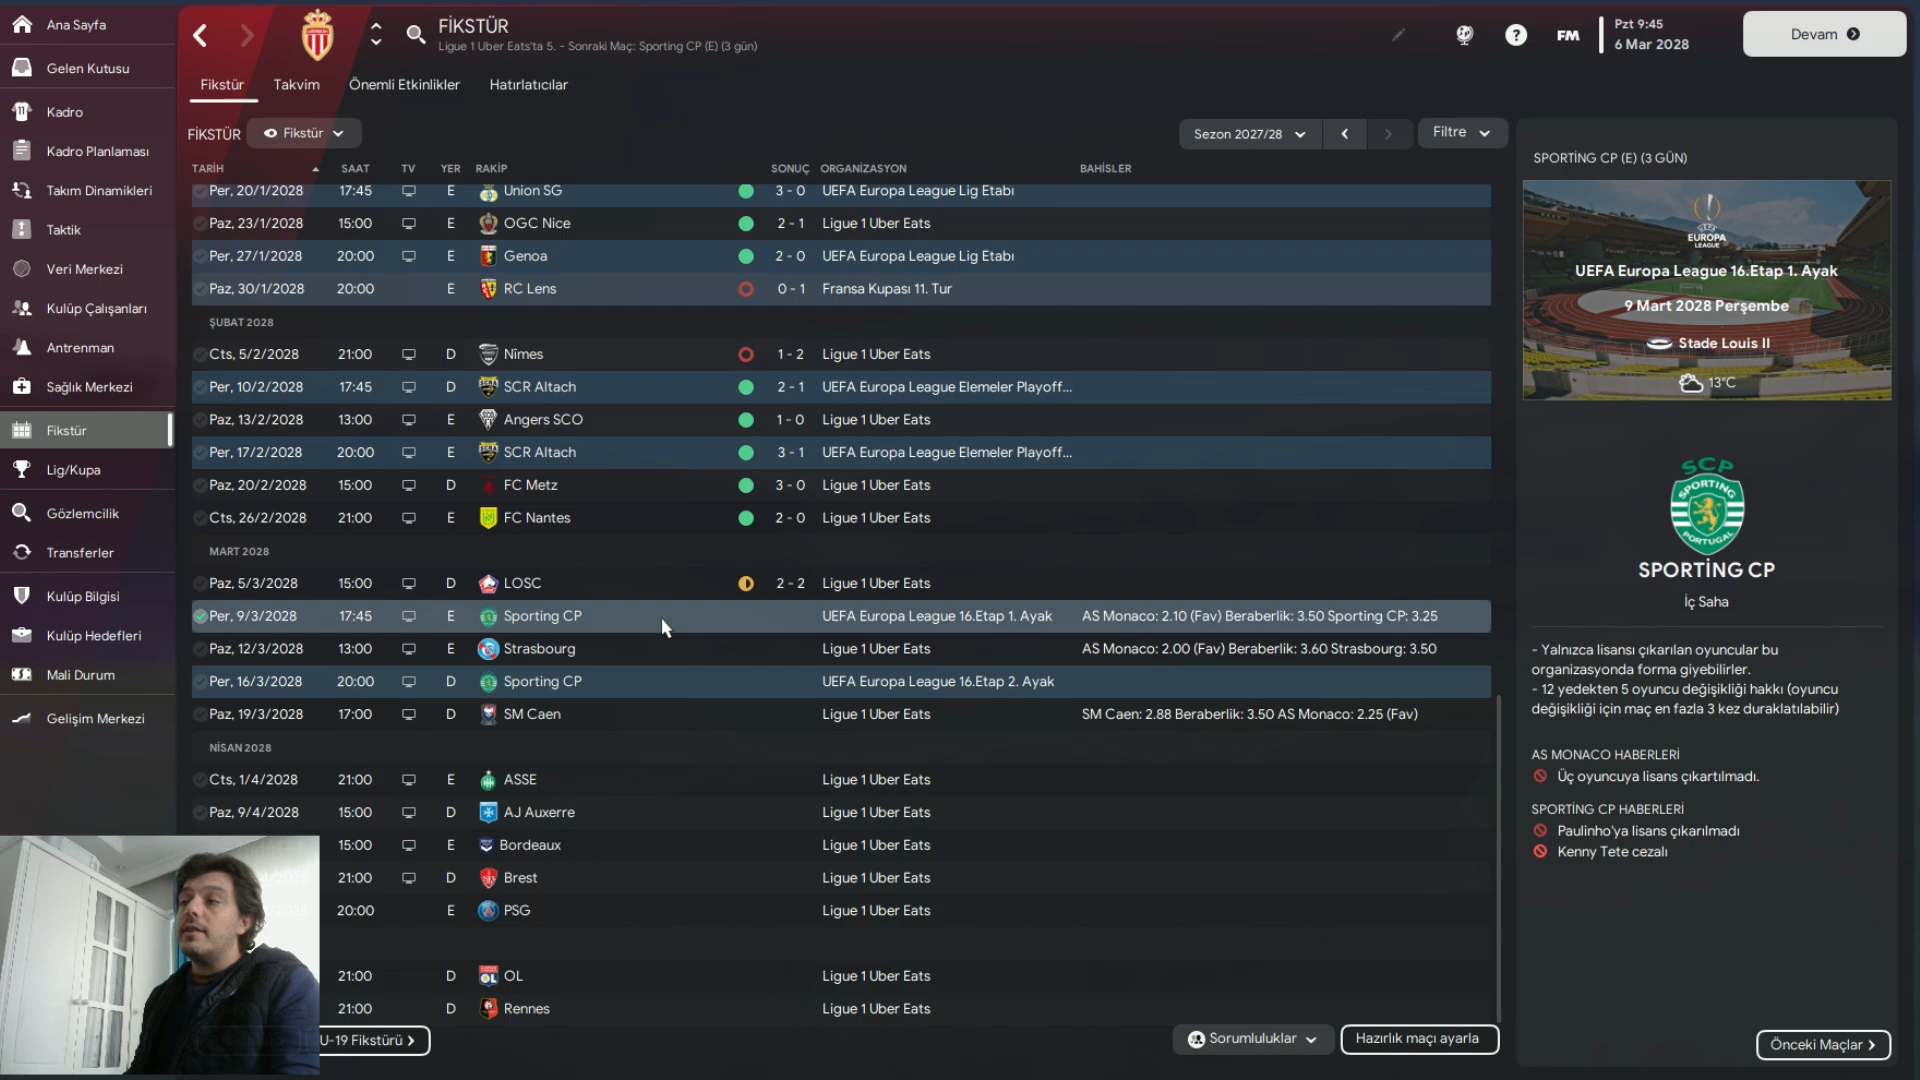 Ana Sayfa
Gelen Kutusu
Kadro
Kadro Planlaması
Takım Dinamikleri
Taktik
Veri Merkezi
Kulüp Çalışanları
Antrenman
Sağlık Merkezi
Fikstür
Lig/Kupa
Gözlemcilik
Transferler
Kulüp Bilgisi
Kulüp Hedefleri
Mali Durum
Gelişim Merkezi
FİKSTÜR
Ligue 1 Uber Eats'ta 5. - Sonraki Maç: Sporting CP (E) (3 gün)
FM
Pzt 9:45
6 Mar 2028
Devam
Fikstür Takvim Önemli Etkinlikler Hatırlatıcılar
FİKSTÜR Fikstür Sezon 2027/28 Filtre
TARİH SAAT TV YER RAKİP SONUÇ ORGANİZASYON BAHİSLER
Per, 20/1/2028 17:45 E Union SG 3 - 0 UEFA Europa League Lig Etabı
Paz, 23/1/2028 15:00 E OGC Nice 2 - 1 Ligue 1 Uber Eats
Per, 27/1/2028 20:00 E Genoa 2 - 0 UEFA Europa League Lig Etabı
Paz, 30/1/2028 20:00 E RC Lens 0 - 1 Fransa Kupası 11. Tur
ŞUBAT 2028
Cts, 5/2/2028 21:00 D Nîmes 1 - 2 Ligue 1 Uber Eats
Per, 10/2/2028 17:45 D SCR Altach 2 - 1 UEFA Europa League Elemeler Playoff...
Paz, 13/2/2028 13:00 E Angers SCO 1 - 0 Ligue 1 Uber Eats
Per, 17/2/2028 20:00 E SCR Altach 3 - 1 UEFA Europa League Elemeler Playoff...
Paz, 20/2/2028 15:00 D FC Metz 3 - 0 Ligue 1 Uber Eats
Cts, 26/2/2028 21:00 E FC Nantes 2 - 0 Ligue 1 Uber Eats
MART 2028
Paz, 5/3/2028 15:00 D LOSC 2 - 2 Ligue 1 Uber Eats
Per, 9/3/2028 17:45 E Sporting CP UEFA Europa League 16.Etap 1. Ayak AS Monaco: 2.10 (Fav) Beraberlik: 3.50 Sporting CP: 3.25
Paz, 12/3/2028 13:00 E Strasbourg Ligue 1 Uber Eats AS Monaco: 2.00 (Fav) Beraberlik: 3.60 Strasbourg: 3.50
Per, 16/3/2028 20:00 D Sporting CP UEFA Europa League 16.Etap 2. Ayak
Paz, 19/3/2028 17:00 D SM Caen Ligue 1 Uber Eats SM Caen: 2.88 Beraberlik: 3.50 AS Monaco: 2.25 (Fav)
NİSAN 2028
Cts, 1/4/2028 21:00 E ASSE Ligue 1 Uber Eats
Paz, 9/4/2028 15:00 D AJ Auxerre Ligue 1 Uber Eats
15:00 E Bordeaux Ligue 1 Uber Eats
21:00 D Brest Ligue 1 Uber Eats
20:00 E PSG Ligue 1 Uber Eats
21:00 D OL Ligue 1 Uber Eats
21:00 D Rennes Ligue 1 Uber Eats
U-19 Fikstürü
Sorumluluklar
Hazırlık maçı ayarla
SPORTİNG CP (E) (3 GÜN)
EUROPA
LEAGUE
UEFA Europa League 16.Etap 1. Ayak
9 Mart 2028 Perşembe
Stade Louis II
13°C
SCP
SPORTING
PORTUGAL
SPORTİNG CP
İç Saha
- Yalnızca lisansı çıkarılan oyuncular bu
organizasyonda forma giyebilirler.
- 12 yedekten 5 oyuncu değişikliği hakkı (oyuncu
değişikliği için maç en fazla 3 kez duraklatılabilir)
AS MONACO HABERLERİ
Üç oyuncuya lisans çıkartılmadı.
SPORTİNG CP HABERLERİ
Paulinho'ya lisans çıkarılmadı
Kenny Tete cezalı
Önceki Maçlar